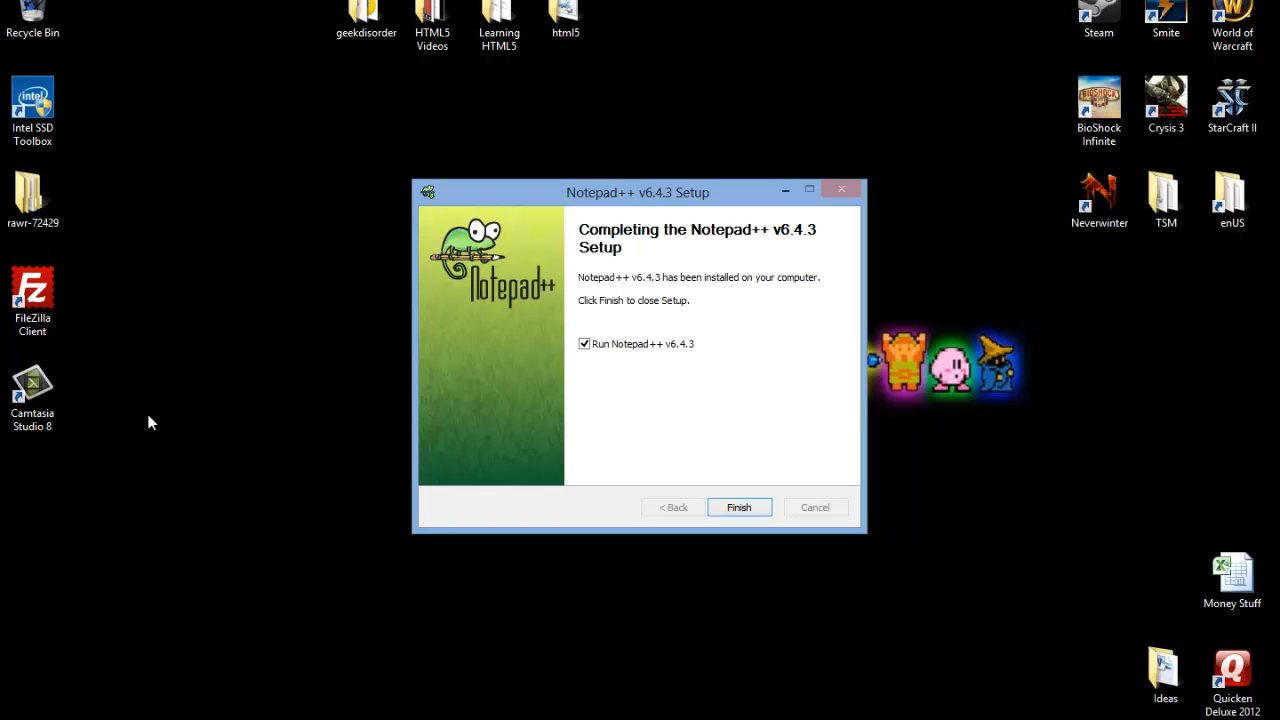 Recycle Bin
geekdisorder
HTML5
Videos
Learning
HTML5
html5
Steam
Smite
World of
Warcraft
intel
Intel SSD
Toolbox
BIOSHOCK
BioShock
Infinite
Crysis 3
StarCraft II
rawr-72429
Neverwinter
TSM
enUS
FileZilla
Client
Camtasia
Studio 8
Notepad++ v6.4.3 Setup
Notepad++
Completing the Notepad++ v6.4.3
Setup
Notepad++ v6.4.3 has been installed on your computer.
Click Finish to close Setup.
Run Notepad++ v6.4.3
< Back
Finish
Cancel
Money Stuff
Ideas
Quicken
Deluxe 2012